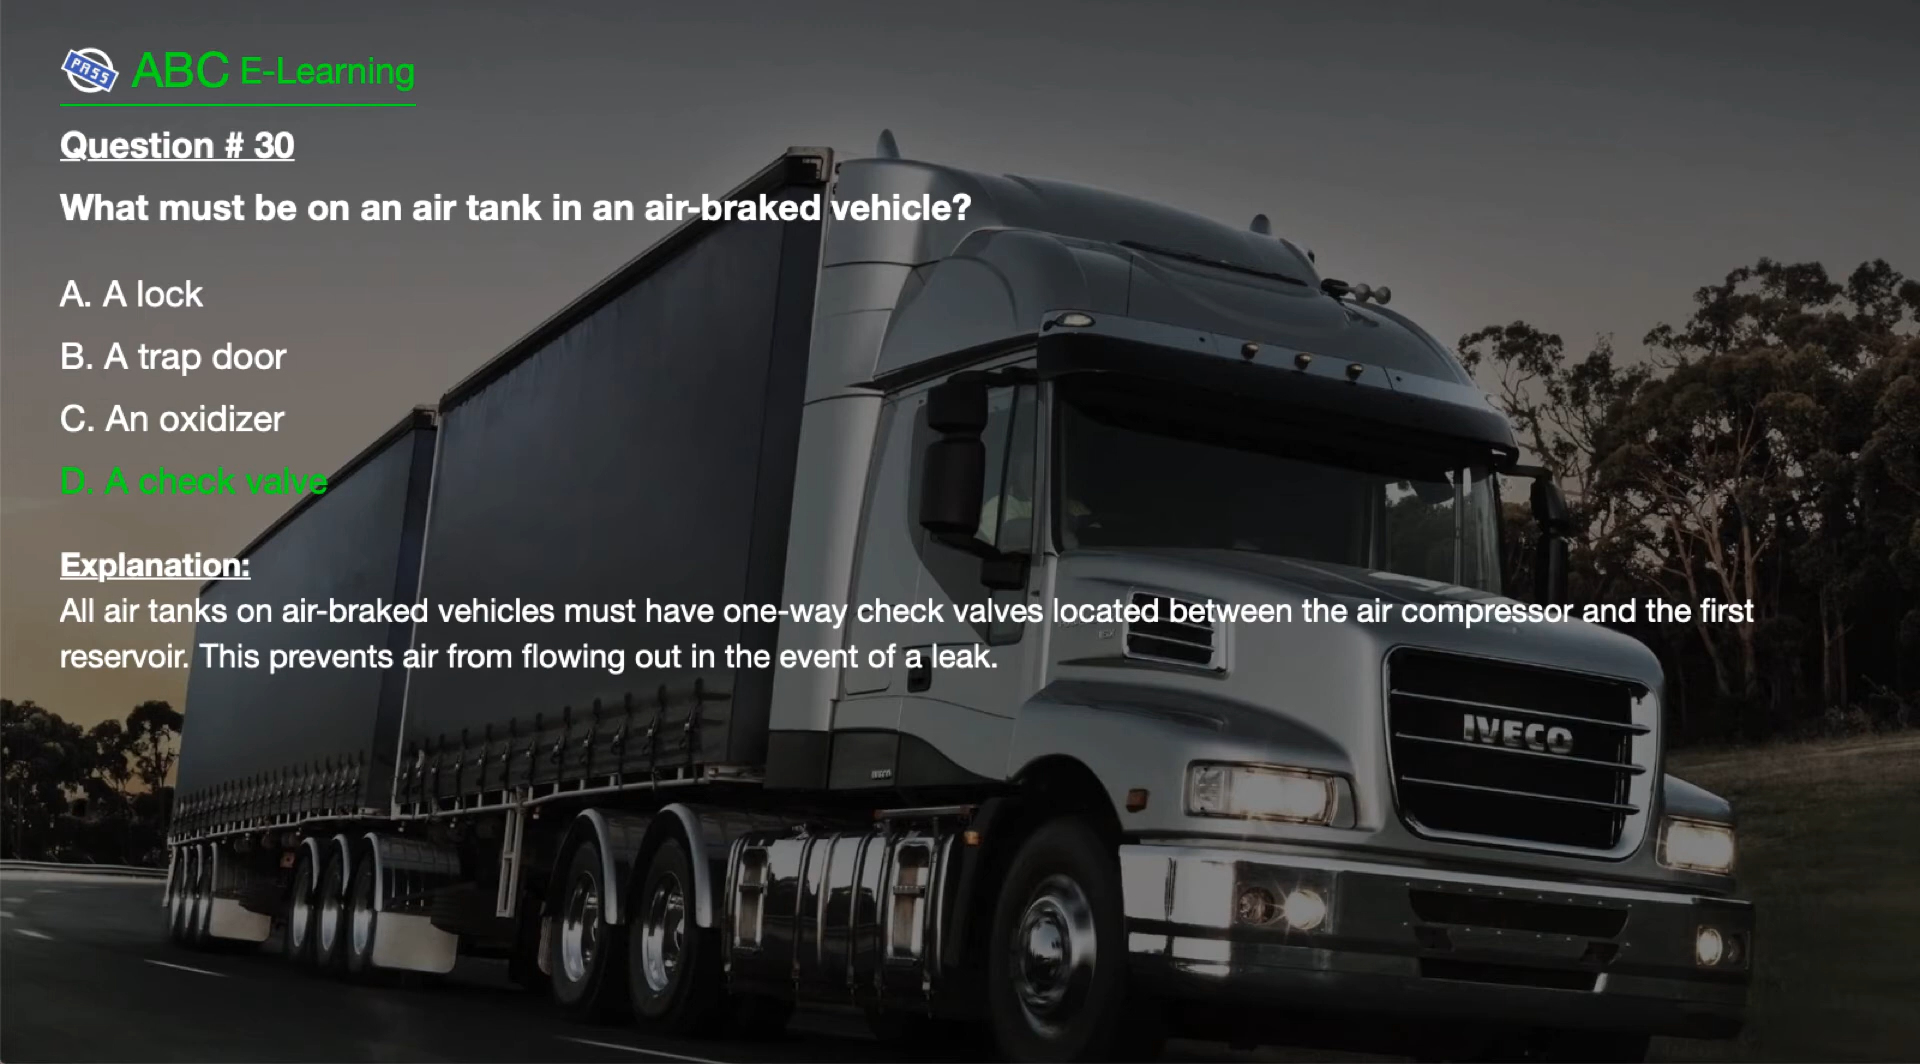 PASS
ABC E-Learning
Question # 30
What must be on an air tank in an air-braked vehicle?
A. A lock
B. A trap door
C. An oxidizer
D. A check valve
Explanation:
All air tanks on air-braked vehicles must have one-way check valves located between the air compressor and the first
reservoir. This prevents air from flowing out in the event of a leak.
IVECO